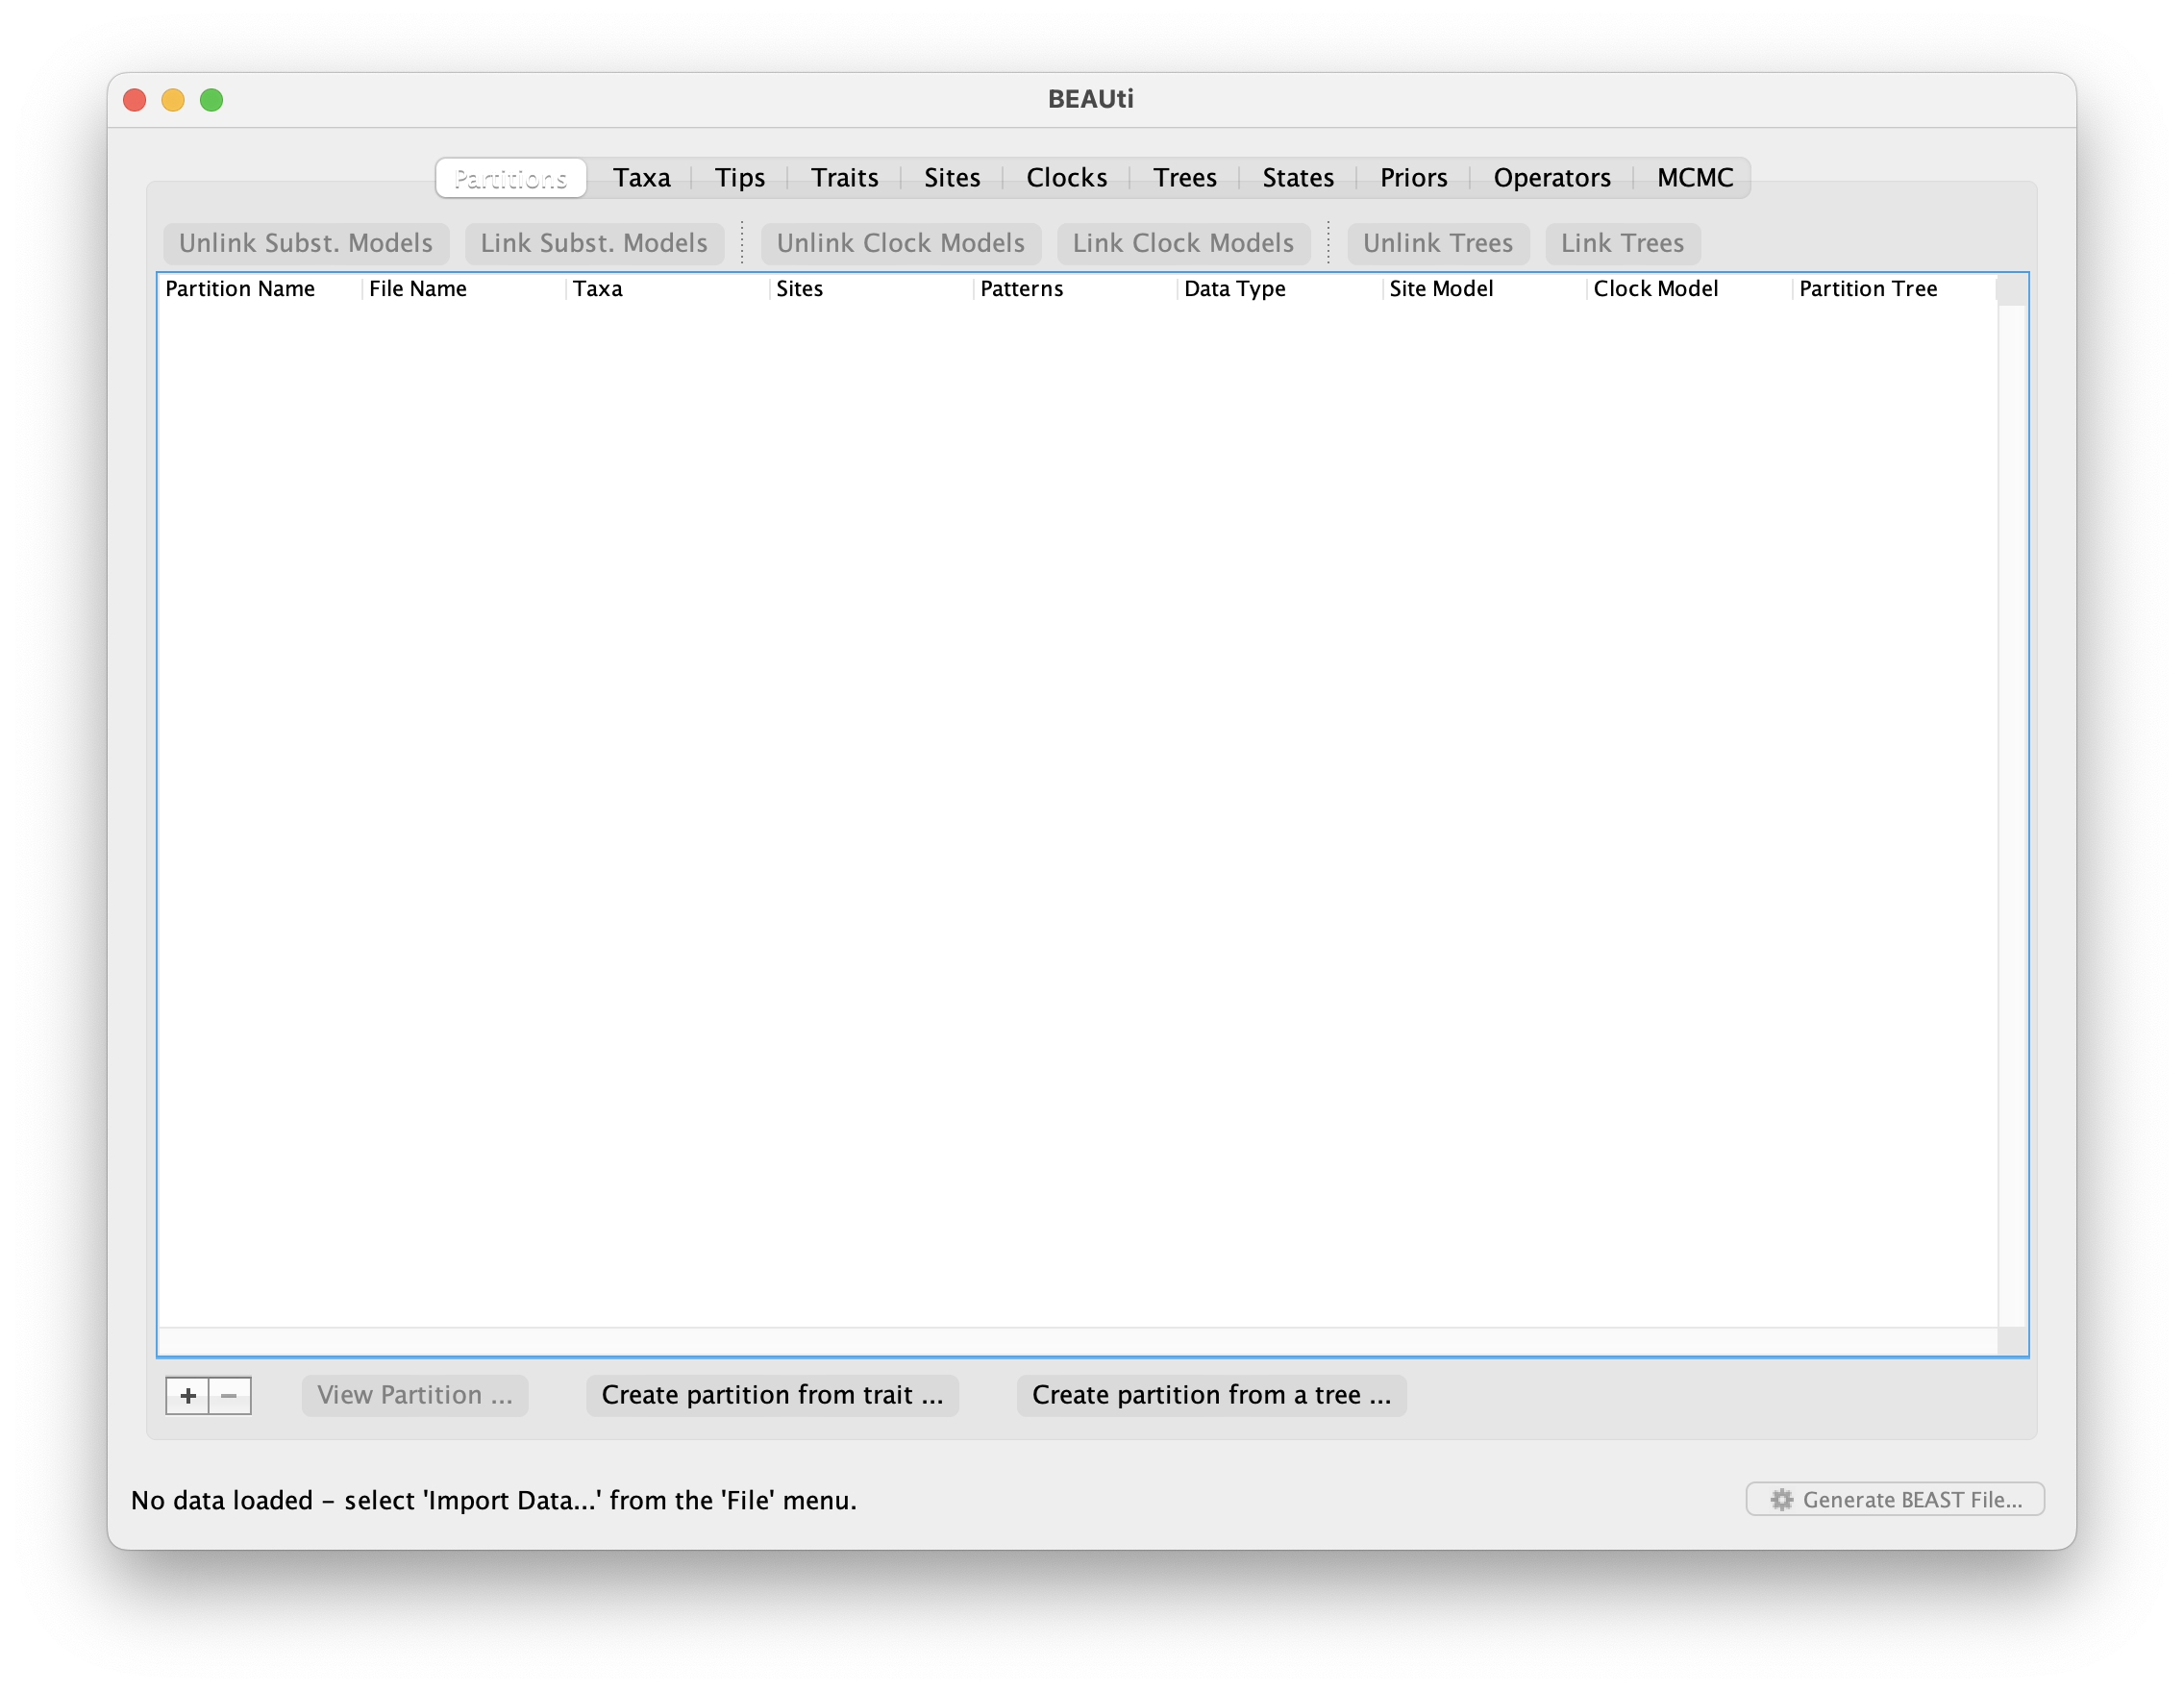 BEAUti
Partitions Taxa Tips Traits Sites Clocks Trees States Priors Operators MCMC
Unlink Subst. Models Link Subst. Models Unlink Clock Models Link Clock Models Unlink Trees Link Trees
Partition Name File Name Taxa Sites Patterns Data Type Site Model Clock Model Partition Tree
+ − View Partition ... Create partition from trait ... Create partition from a tree ...
No data loaded – select 'Import Data...' from the 'File' menu. Generate BEAST File...